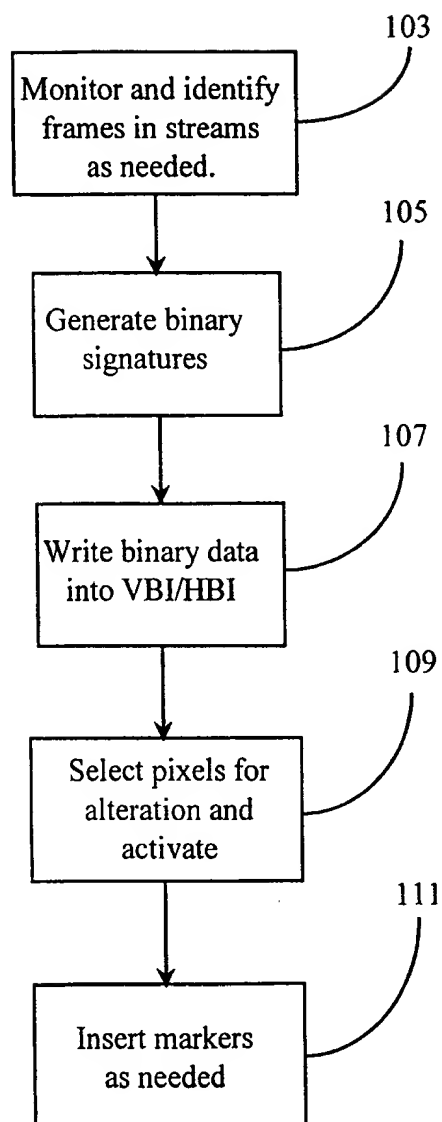 103
Monitor and identify
frames in streams
as needed.
105
Generate binary
signatures
107
Write binary data
into VBI/HBI
109
Select pixels for
alteration and
activate
111
Insert markers
as needed